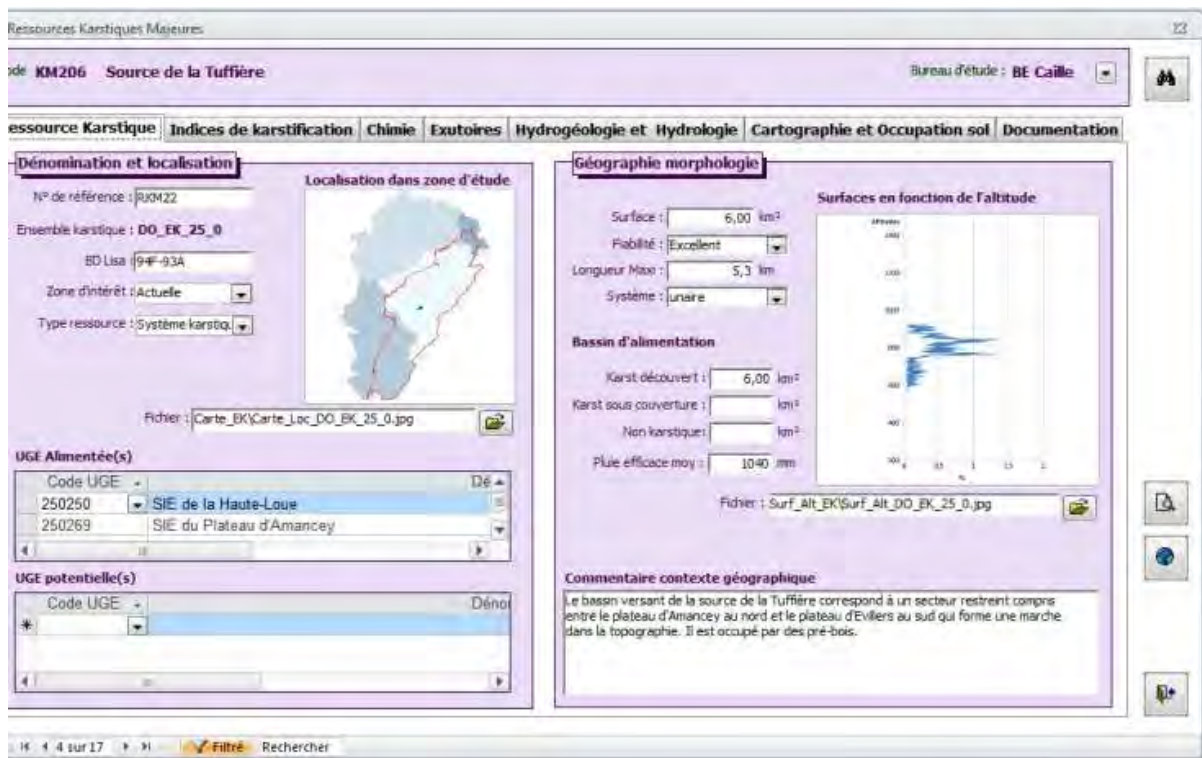 Ressources Karstiques Majeures
KM206 Source de la Tuffière
Bureau d'étude : BE Caille
essource Karstique Indices de karstification Chimie Exutoires Hydrogéologie et Hydrologie Cartographie et Occupation sol Documentation
Dénomination et localisation
N° de référence : RKM22
Ensemble karstique : DO_EK_25_0
BD Lisa : 94F-93A
Zone d'intérêt : Actuelle
Type ressource : Système karstiq.
Localisation dans zone d'étude
Fichier : Carte_EK\Carte_Loc_DO_EK_25_0.jpg
UGE Alimentée(s)
Code UGE Dé
250250 SIE de la Haute-Loue
250269 SIE du Plateau d'Amancey
UGE potentielle(s)
Code UGE Dénor
Géographie morphologie
Surface : 6,00 km²
Fiabilité : Excellent
Longueur Maxi : 5,3 km
Système : unaire
Bassin d'alimentation
Karst découvert : 6,00 km²
Karst sous couverture : km²
Non karstique : km²
Pluie efficace moy : 1040 mm
Surfaces en fonction de l'altitude
Fichier : Surf_Alt_EK\Surf_Alt_DO_EK_25_0.jpg
Commentaire contexte géographique
Le bassin versant de la source de la Tuffière correspond à un secteur restreint compris
entre le plateau d'Amancey au nord et le plateau d'Evillers au sud qui forme une marche
dans la topographie. Il est occupé par des pré-bois.
4 sur 17 Filtré Rechercher